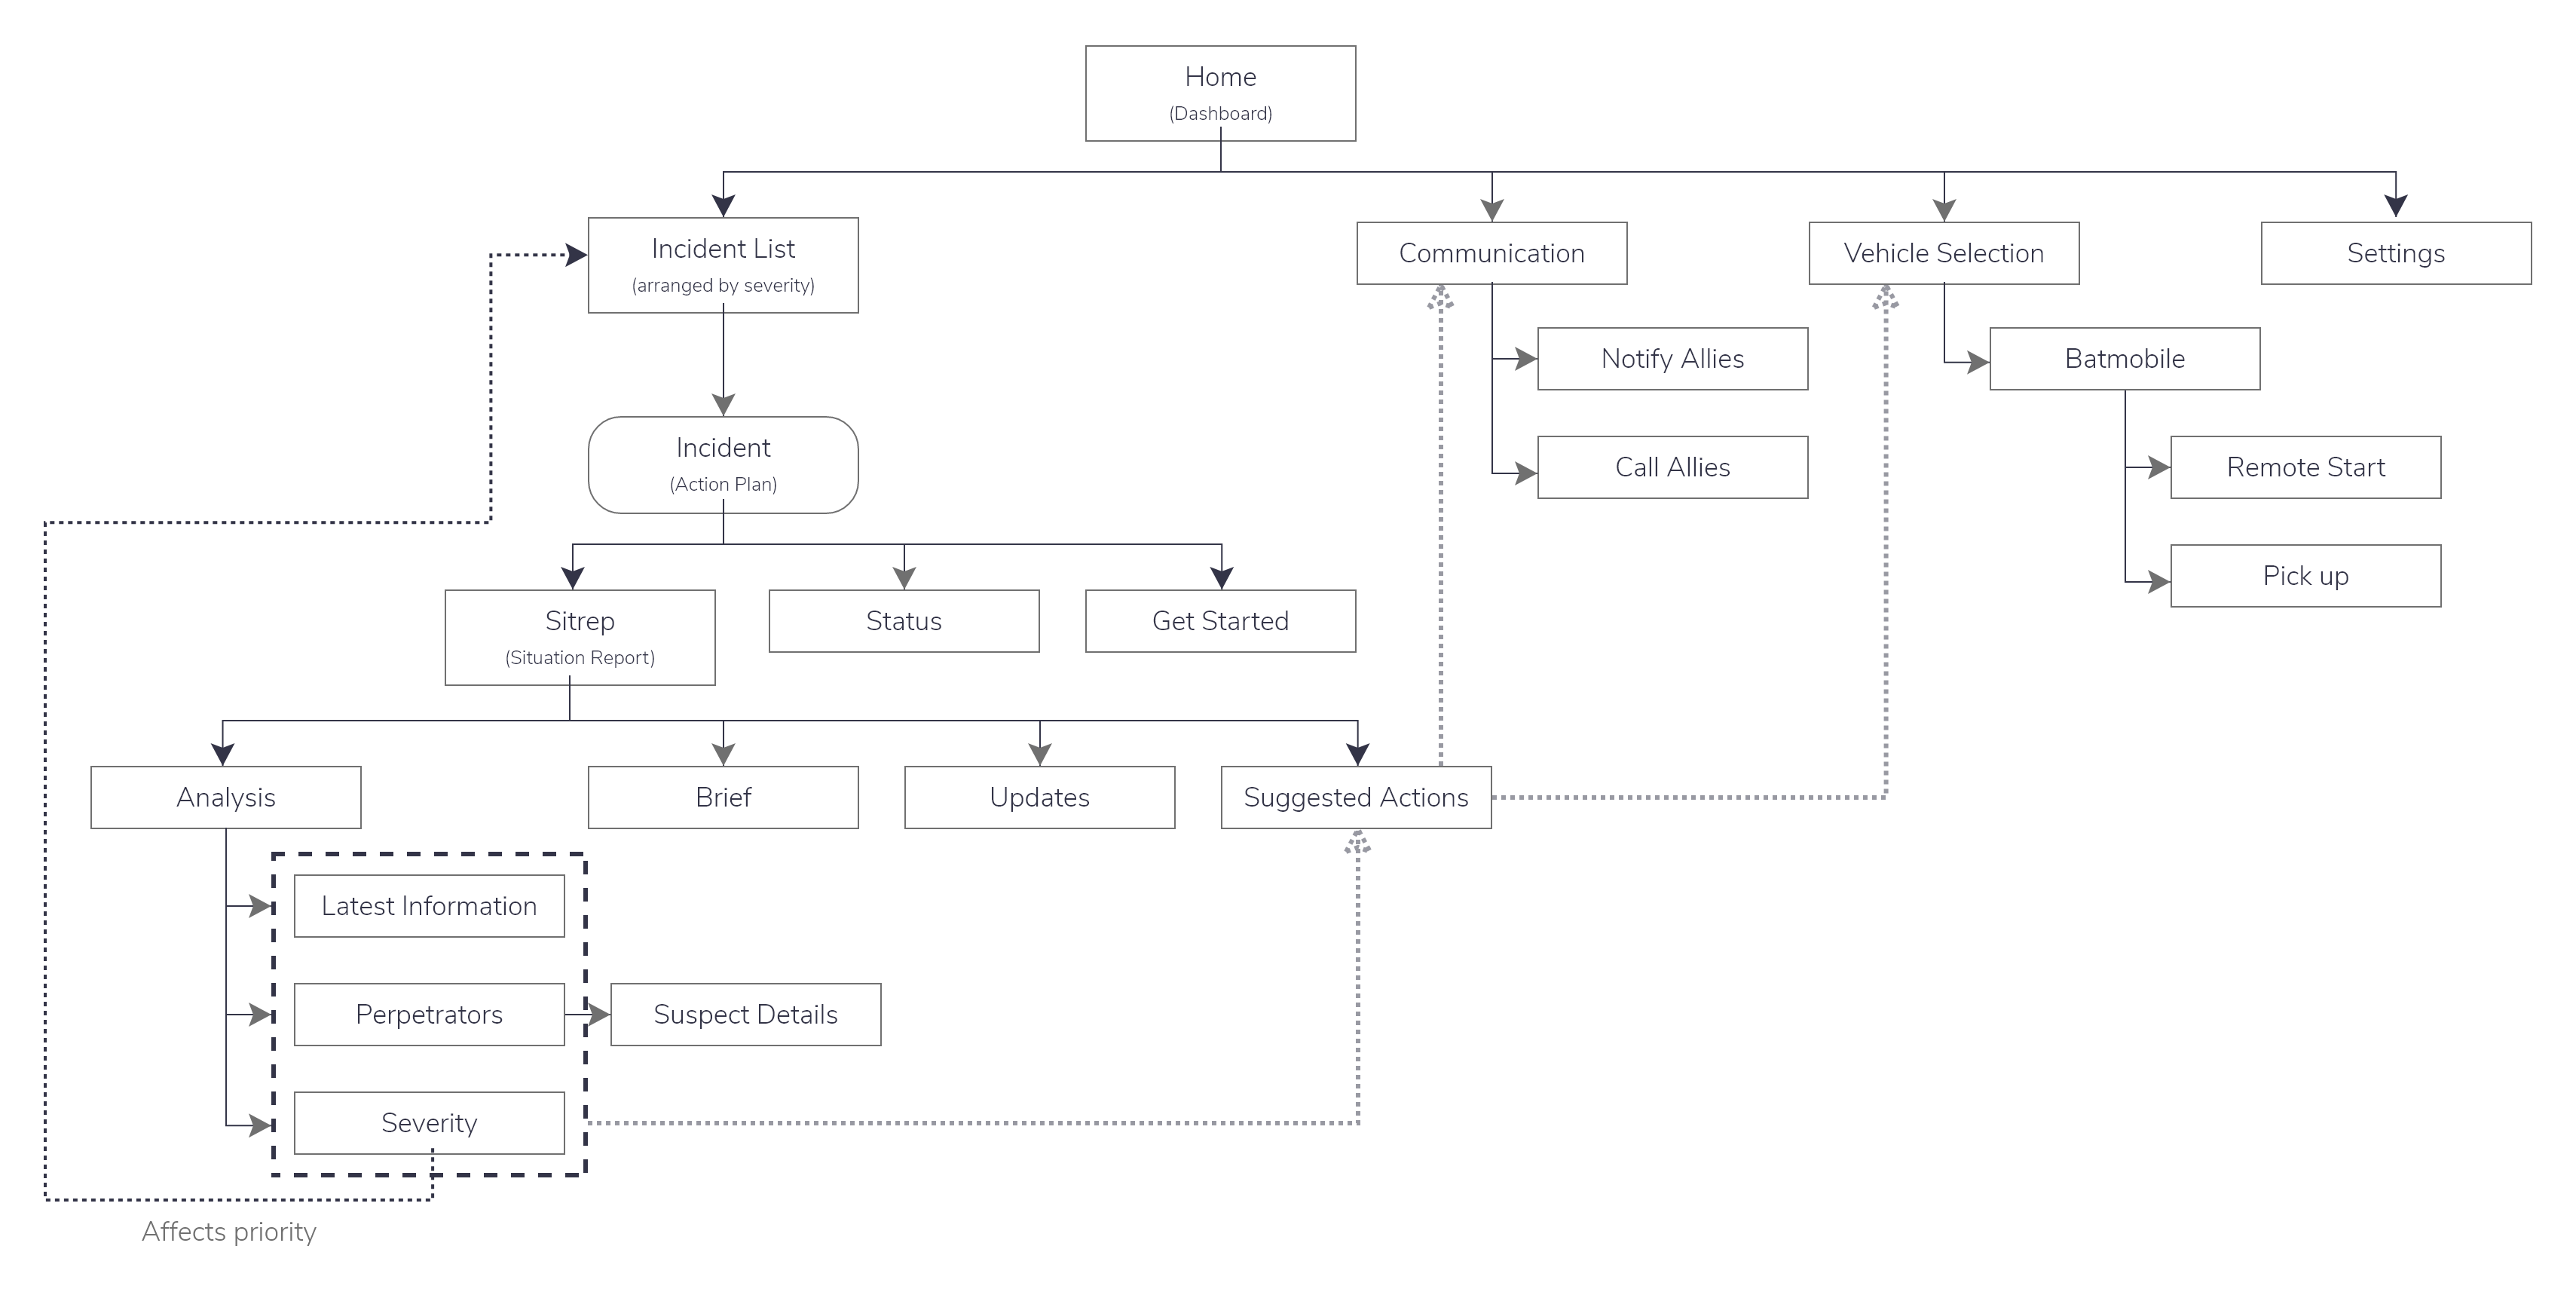 Home
(Dashboard)
Incident List
(arranged by severity)
Communication
Vehicle Selection
Settings
Notify Allies
Batmobile
Incident
(Action Plan)
Call Allies
Remote Start
Pick up
Sitrep
(Situation Report)
Status
Get Started
Analysis
Brief
Updates
Suggested Actions
Latest Information
Perpetrators
Suspect Details
Severity
Affects priority